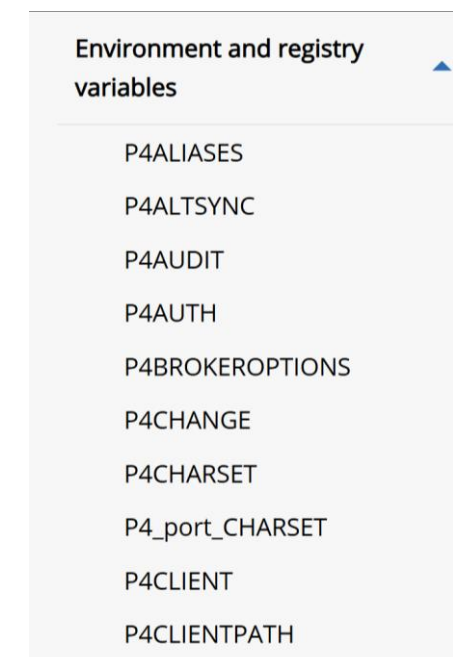 Environment and registry
variables
P4ALIASES
P4ALTSYNC
P4AUDIT
P4AUTH
P4BROKEROPTIONS
P4CHANGE
P4CHARSET
P4_port_CHARSET
P4CLIENT
P4CLIENTPATH